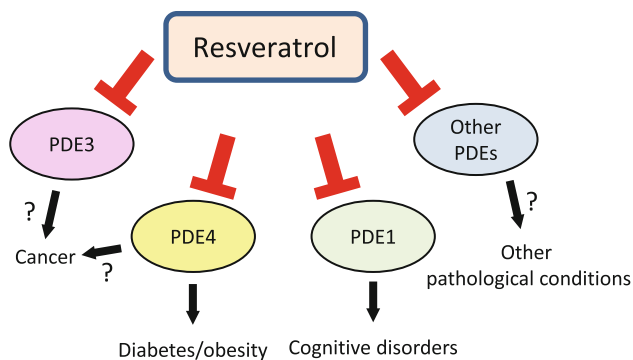 Resveratrol
PDE3
Other
PDEs
?
?
Cancer
?
PDE4
PDE1
Other
pathological conditions
Diabetes/obesity
Cognitive disorders